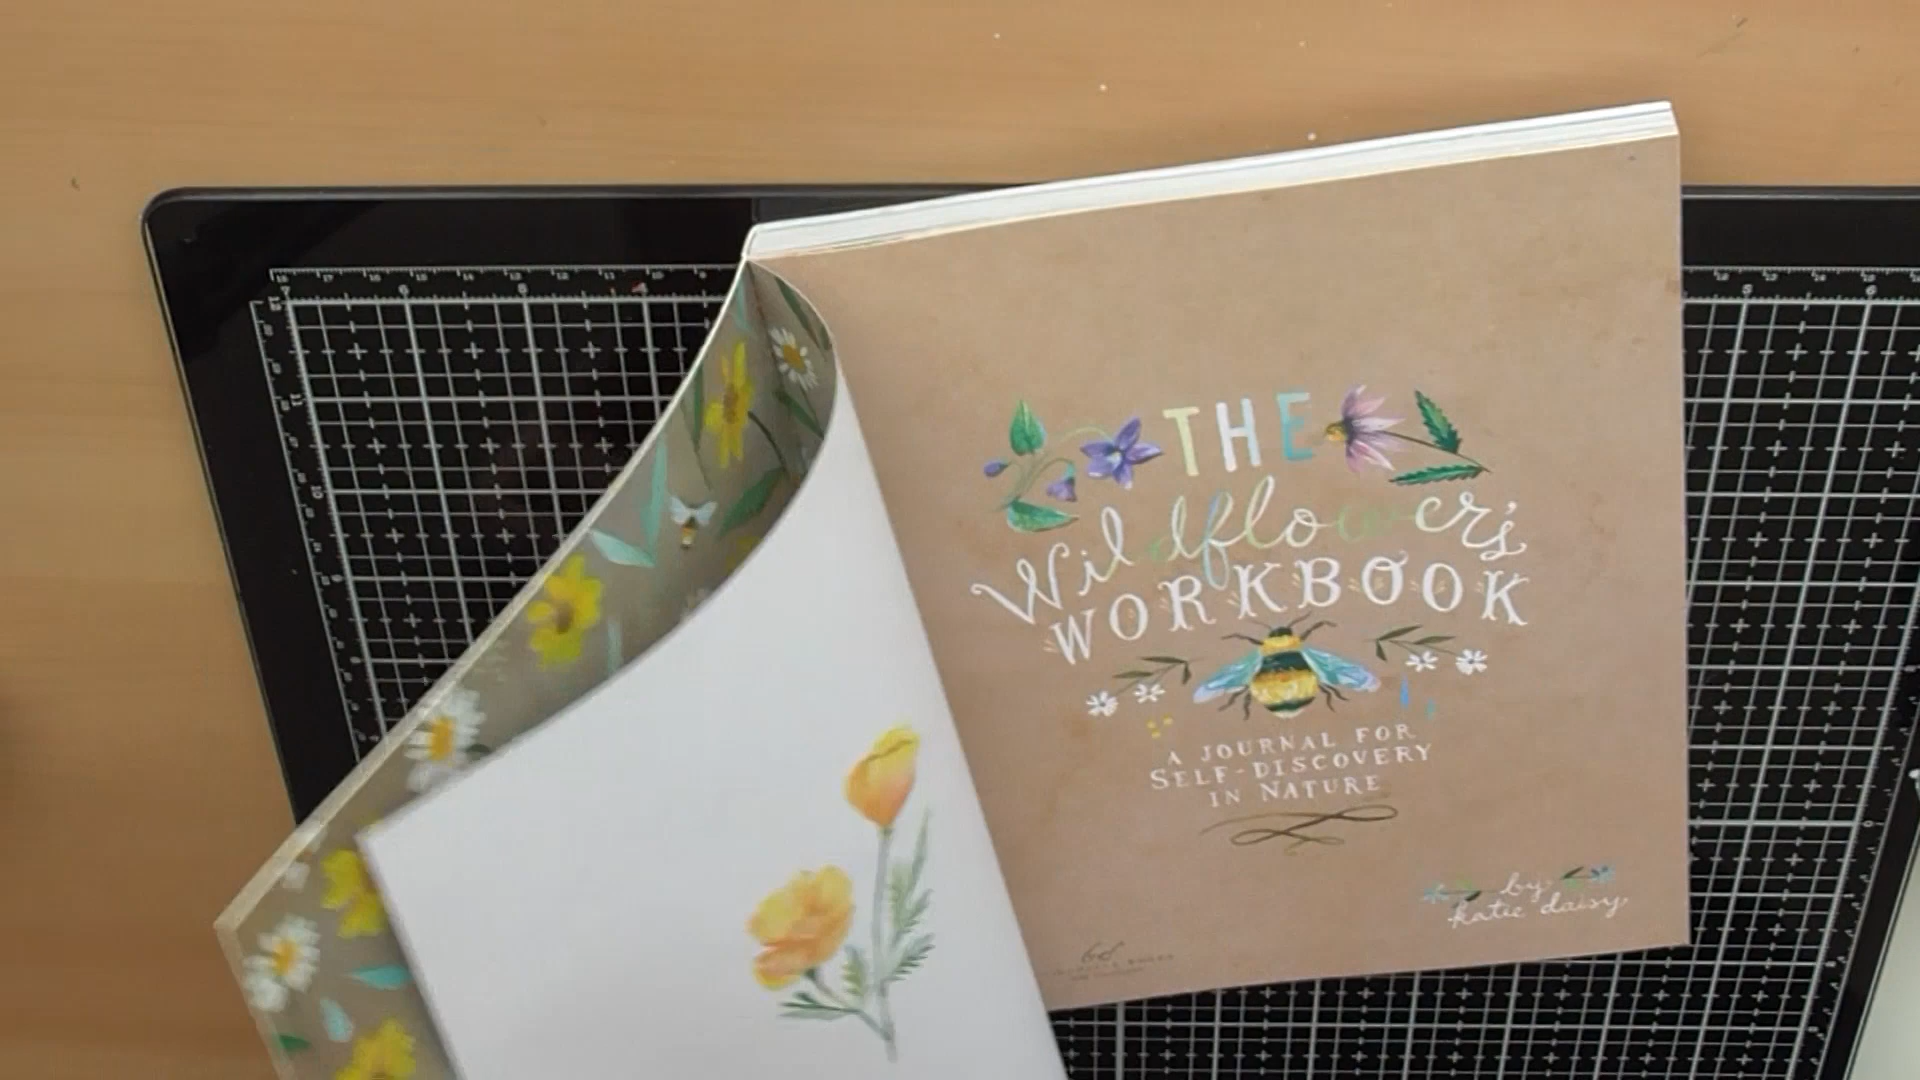 THE
Wildflower's
WORKBOOK
A JOURNAL FOR
SELF-DISCOVERY
IN NATURE
by
katie daisy